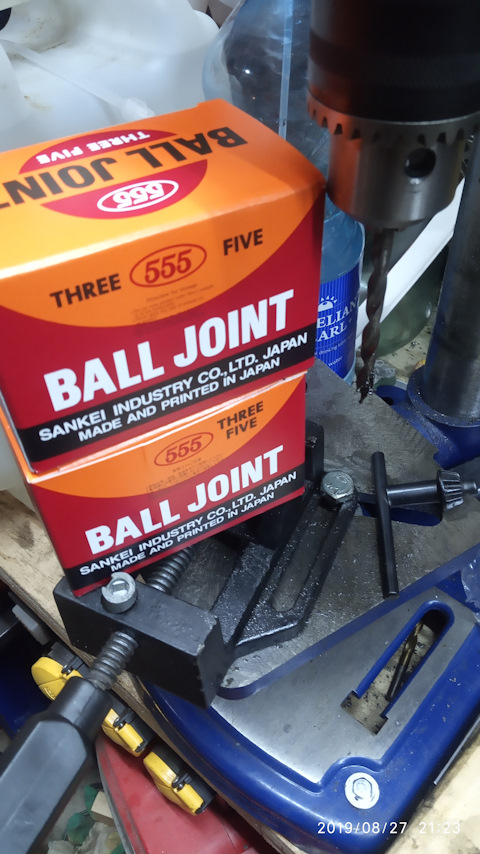 BALL JOINT
THREE FIVE
555
THREE 555 FIVE
BALL JOINT
SANKEI INDUSTRY CO.,LTD. JAPAN
MADE AND PRINTED IN JAPAN
555 THREE
FIVE
BALL JOINT
SANKEI INDUSTRY CO.,LTD. JAPAN
MADE AND PRINTED IN JAPAN
2019/08/27 21:23